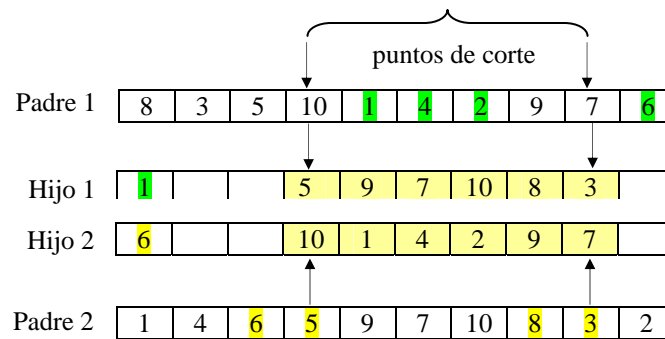 puntos de corte
Padre 1 8 3 5 10 1 4 2 9 7 6
Hijo 1 1 5 9 7 10 8 3
Hijo 2 6 10 1 4 2 9 7
Padre 2 1 4 6 5 9 7 10 8 3 2